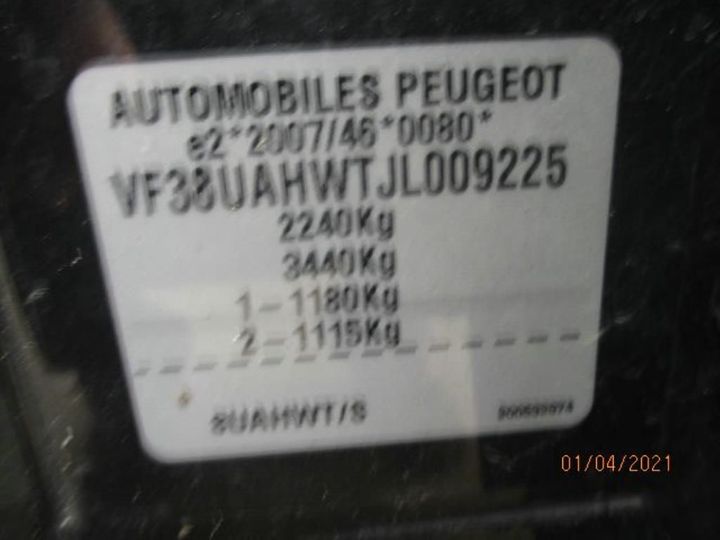 AUTOMOBILES PEUGEOT
e2*2007/46*0080*
VF38UAHWTJL009225
2240Kg
3440Kg
1-1180Kg
2-1115Kg
8UAHWT/S
01/04/2021